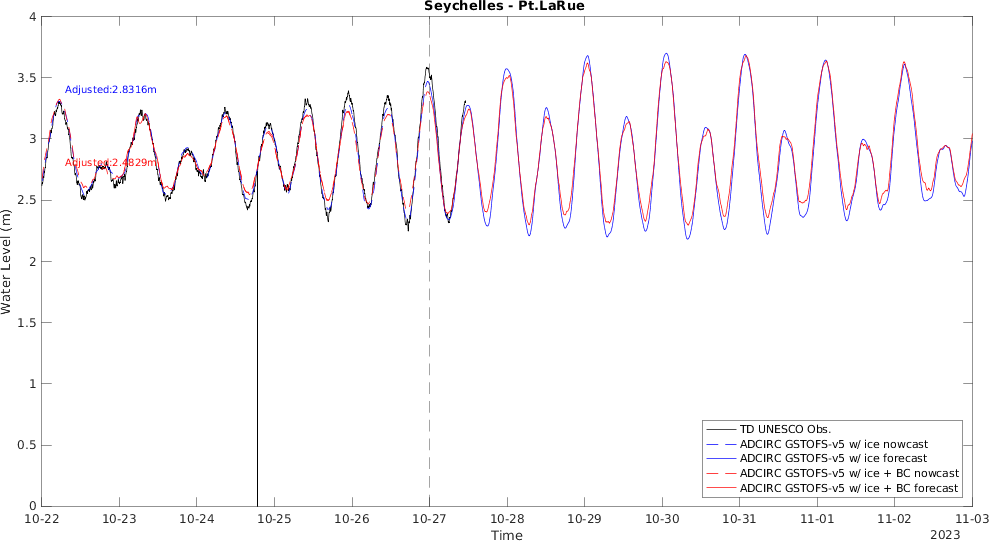 Seychelles - Pt.LaRue
4
3.5
3
2.5
2
1.5
1
0.5
0
Water Level (m)
Adjusted:2.8316m
Adjusted:2.4829m
TD UNESCO Obs.
ADCIRC GSTOFS-v5 w/ ice nowcast
ADCIRC GSTOFS-v5 w/ ice forecast
ADCIRC GSTOFS-v5 w/ ice + BC nowcast
ADCIRC GSTOFS-v5 w/ ice + BC forecast
10-22 10-23 10-24 10-25 10-26 10-27 10-28 10-29 10-30 10-31 11-01 11-02 11-03
Time
2023